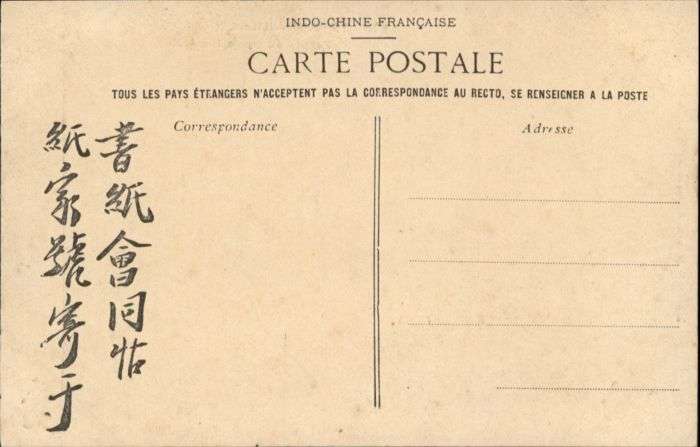 INDO-CHINE FRANÇAISE
CARTE POSTALE
TOUS LES PAYS ÉTRANGERS N'ACCEPTENT PAS LA CORRESPONDANCE AU RECTO, SE RENSEIGNER A LA POSTE
Correspondance
Adresse
書紙會同帖
紙家號寄于